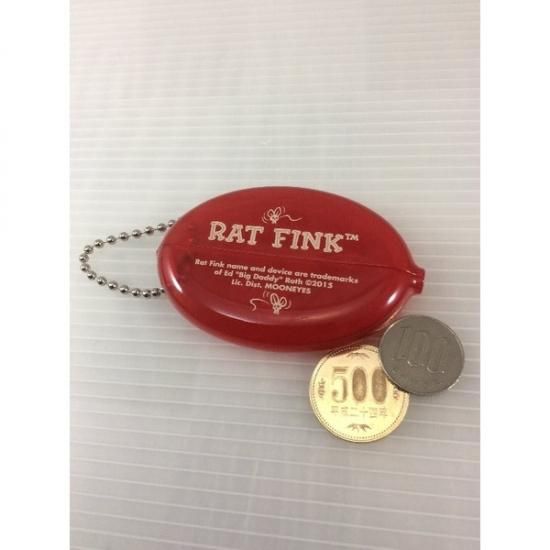 RAT FINK™
Rat Fink name and device are trademarks
of Ed "Big Daddy" Roth ©2015
Lic. Dist. MOONEYES
100
500
平成二十四年